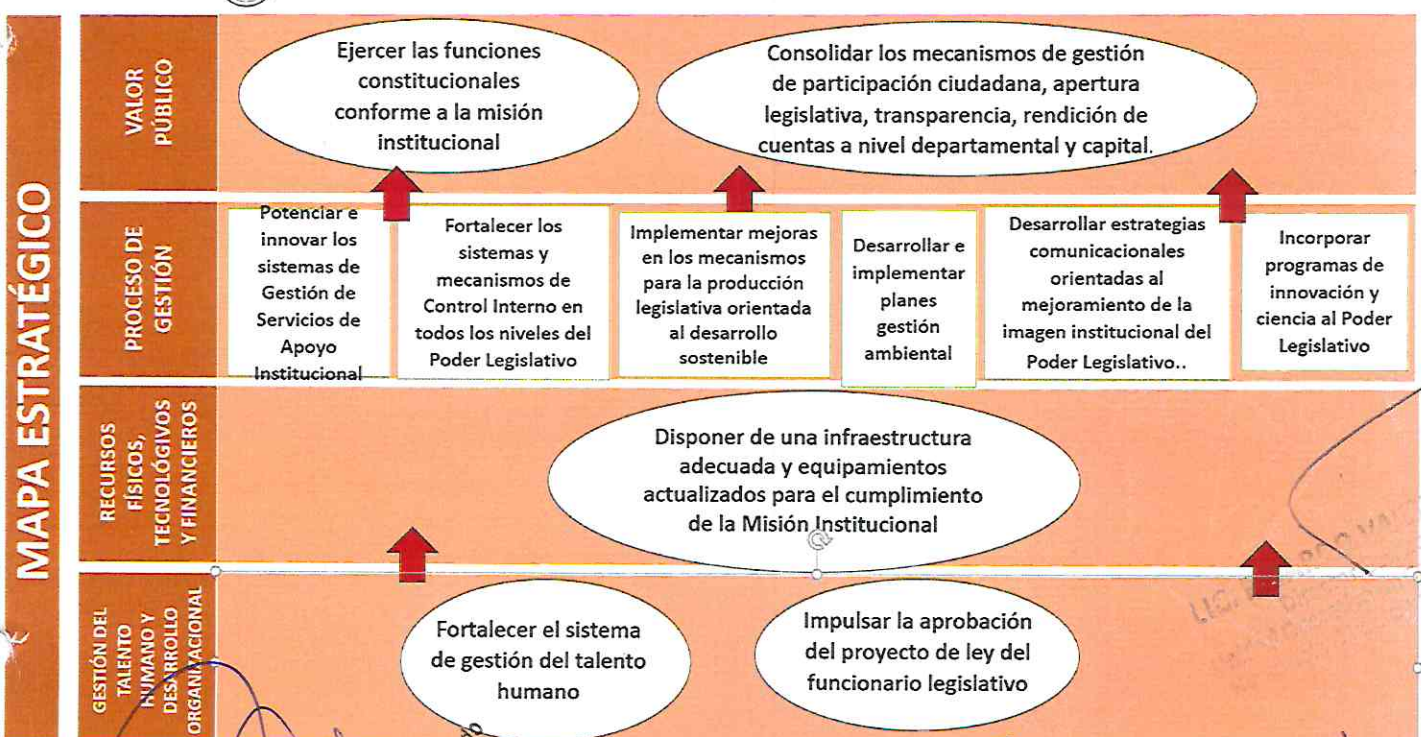 MAPA ESTRATÉGICO
VALOR
PÚBLICO
Ejercer las funciones
constitucionales
conforme a la misión
institucional
Consolidar los mecanismos de gestión
de participación ciudadana, apertura
legislativa, transparencia, rendición de
cuentas a nivel departamental y capital.
PROCESO DE
GESTIÓN
Potenciar e
innovar los
sistemas de
Gestión de
Servicios de
Apoyo
Institucional
Fortalecer los
sistemas y
mecanismos de
Control Interno en
todos los niveles del
Poder Legislativo
Implementar mejoras
en los mecanismos
para la producción
legislativa orientada
al desarrollo
sostenible
Desarrollar e
implementar
planes
gestión
ambiental
Desarrollar estrategias
comunicacionales
orientadas al
mejoramiento de la
imagen institucional del
Poder Legislativo..
Incorporar
programas de
innovación y
ciencia al Poder
Legislativo
RECURSOS
FÍSICOS,
TECNOLÓGIVOS
Y FINANCIEROS
Disponer de una infraestructura
adecuada y equipamientos
actualizados para el cumplimiento
de la Misión Institucional
GESTIÓN DEL
TALENTO
HUMANO Y
DESARROLLO
ORGANIZACIONAL
Fortalecer el sistema
de gestión del talento
humano
Impulsar la aprobación
del proyecto de ley del
funcionario legislativo
LIC.